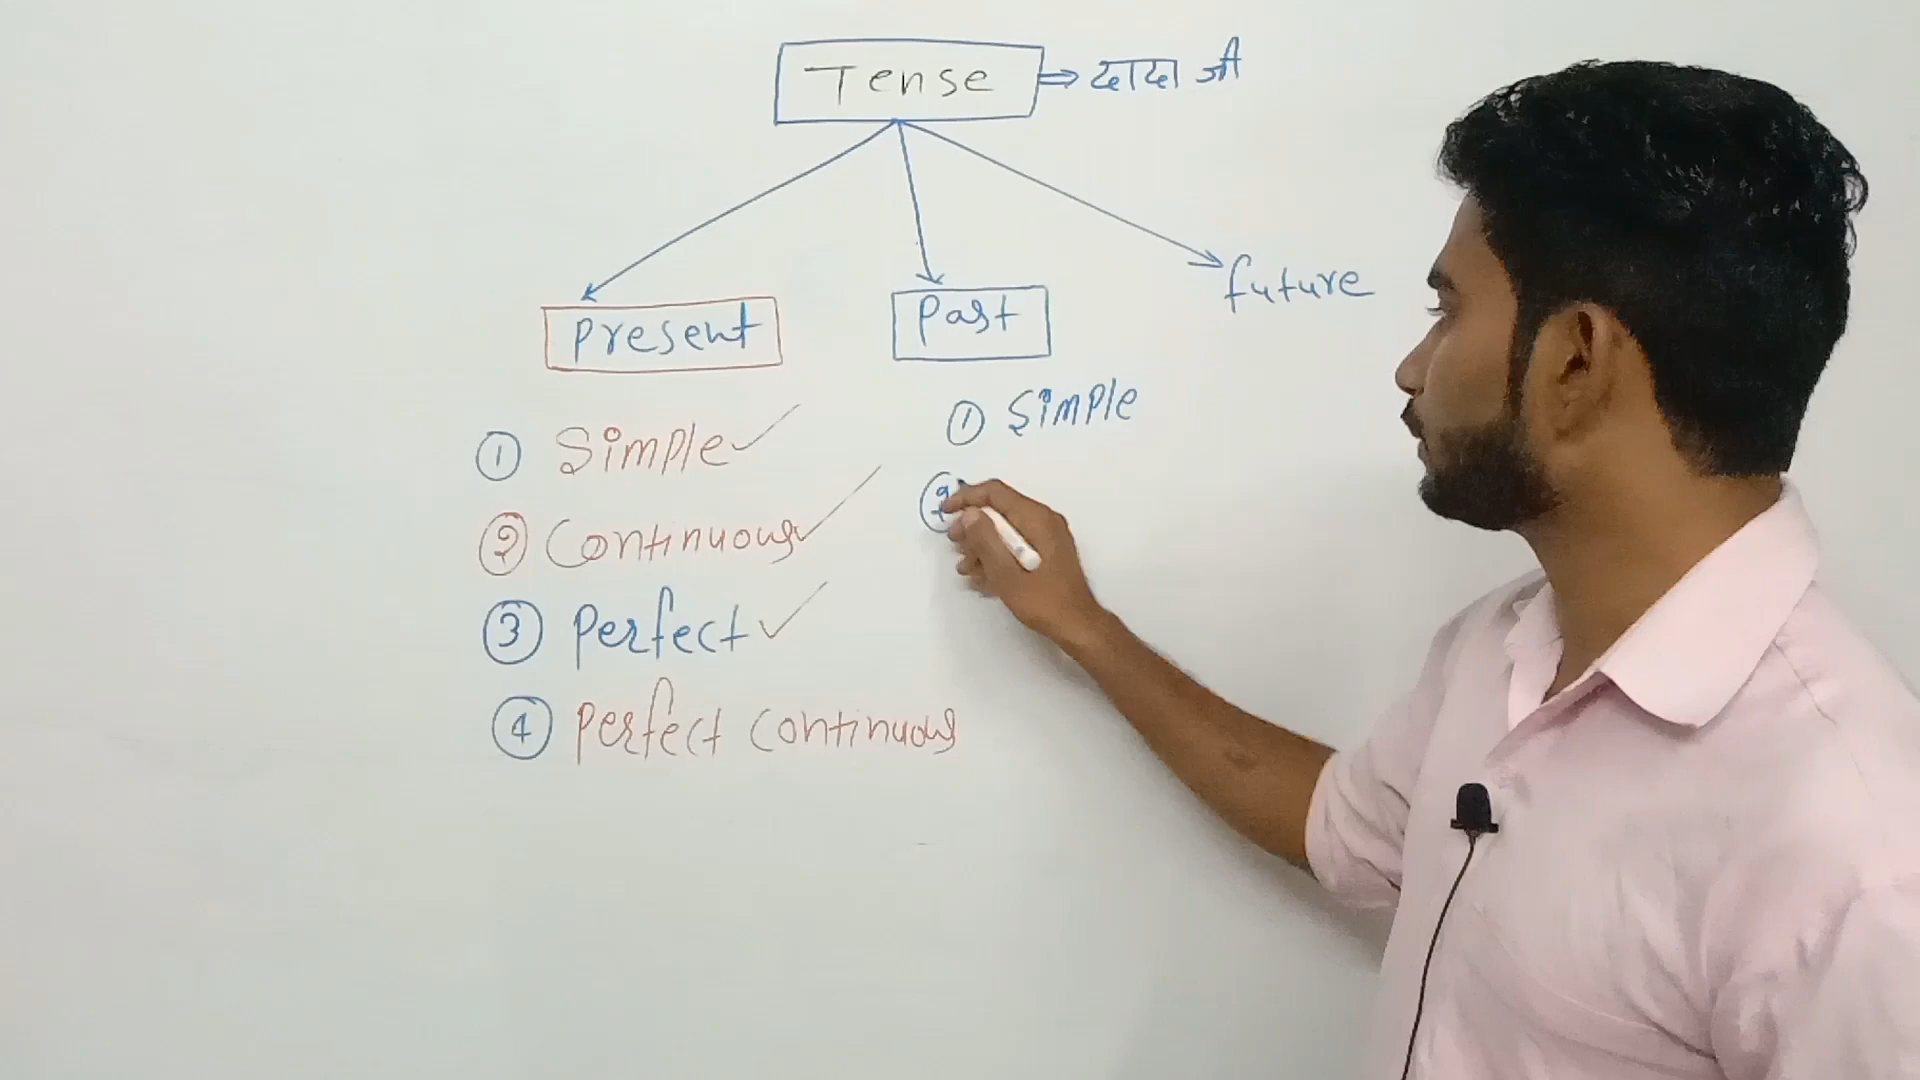 Tense ⇒ दादा जी
Present
Past
future
① Simple
② Continuous
③ Perfect
④ Perfect Continuous
① Simple